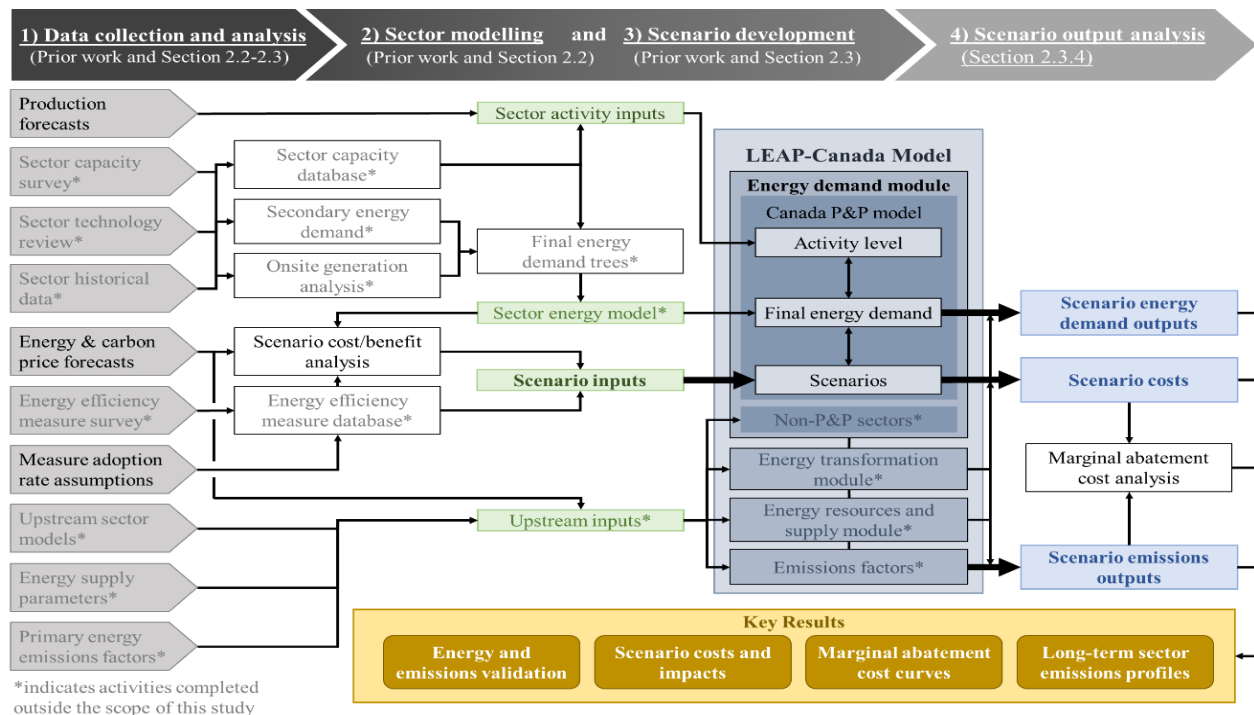 1) Data collection and analysis
(Prior work and Section 2.2-2.3)
2) Sector modelling and 3) Scenario development
(Prior work and Section 2.2) (Prior work and Section 2.3)
4) Scenario output analysis
(Section 2.3.4)
Production
forecasts
Sector capacity
survey*
Sector technology
review*
Sector historical
data*
Energy & carbon
price forecasts
Energy efficiency
measure survey*
Measure adoption
rate assumptions
Upstream sector
models*
Energy supply
parameters*
Primary energy
emissions factors*
*indicates activities completed
outside the scope of this study
Sector capacity
database*
Secondary energy
demand*
Onsite generation
analysis*
Scenario cost/benefit
analysis
Energy efficiency
measure database*
Sector activity inputs
Final energy
demand trees*
Sector energy model*
Scenario inputs
Upstream inputs*
LEAP-Canada Model
Energy demand module
Canada P&P model
Activity level
Final energy demand
Scenarios
Non-P&P sectors*
Energy transformation
module*
Energy resources and
supply module*
Emissions factors*
Scenario energy
demand outputs
Scenario costs
Marginal abatement
cost analysis
Scenario emissions
outputs
Key Results
Energy and
emissions validation
Scenario costs and
impacts
Marginal abatement
cost curves
Long-term sector
emissions profiles